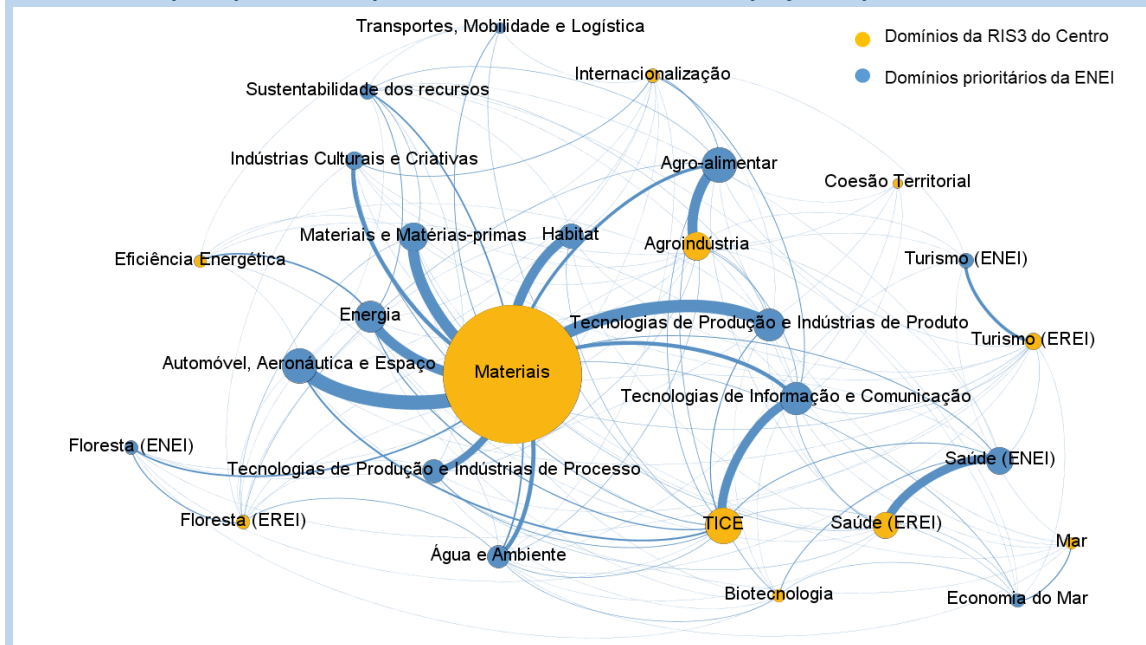 Transportes, Mobilidade e Logística
Domínios da RIS3 do Centro
Internacionalização
Domínios prioritários da ENEI
Sustentabilidade dos recursos
Indústrias Culturais e Criativas
Agro-alimentar
Coesão Territorial
Materiais e Matérias-primas
Habitat
Agroindústria
Eficiência Energética
Turismo (ENEI)
Energia
Tecnologias de Produção e Indústrias de Produto
Turismo (EREI)
Automóvel, Aeronáutica e Espaço
Materiais
Tecnologias de Informação e Comunicação
Floresta (ENEI)
Tecnologias de Produção e Indústrias de Processo
Saúde (ENEI)
Floresta (EREI)
TICE
Saúde (EREI)
Mar
Água e Ambiente
Biotecnologia
Economia do Mar